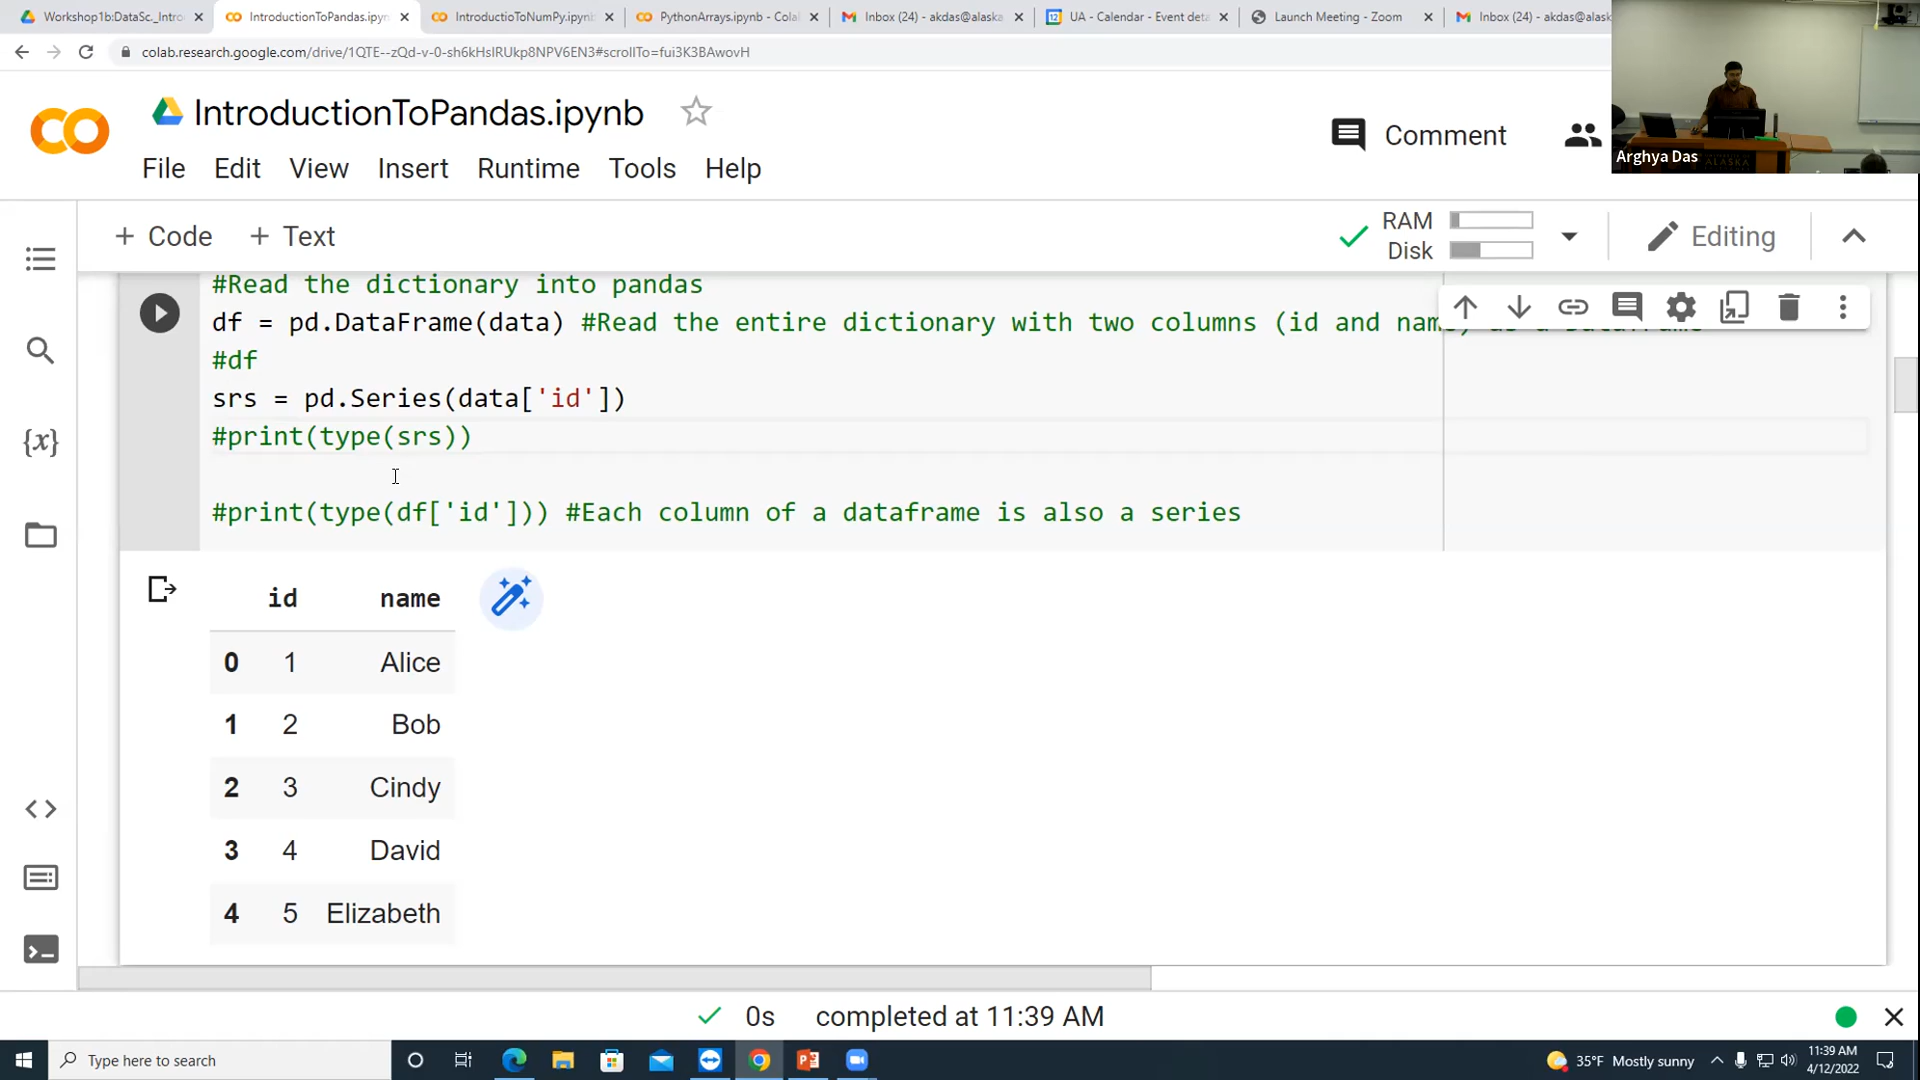 Workshop1b:DataSc._Intro
IntroductionToPandas.ipyn
IntroductioToNumPy.ipynb
PythonArrays.ipynb - Cola
Inbox (24) - akdas@alaska
UA - Calendar - Event deta
Launch Meeting - Zoom
Inbox (24) - akdas@alask
colab.research.google.com/drive/1QTE--zQd-v-0-sh6kHsIRUkp8NPV6EN3#scrollTo=fui3K3BAwovH
IntroductionToPandas.ipynb
Comment
File Edit View Insert Runtime Tools Help
Arghya Das
ALASKA
+ Code + Text
RAM
Disk
Editing
#Read the dictionary into pandas
df = pd.DataFrame(data) #Read the entire dictionary with two columns (id and name)
#df
srs = pd.Series(data['id'])
#print(type(srs))
#print(type(df['id'])) #Each column of a dataframe is also a series
id name
0 1 Alice
1 2 Bob
2 3 Cindy
3 4 David
4 5 Elizabeth
0s completed at 11:39 AM
Type here to search
35°F Mostly sunny
11:39 AM
4/12/2022